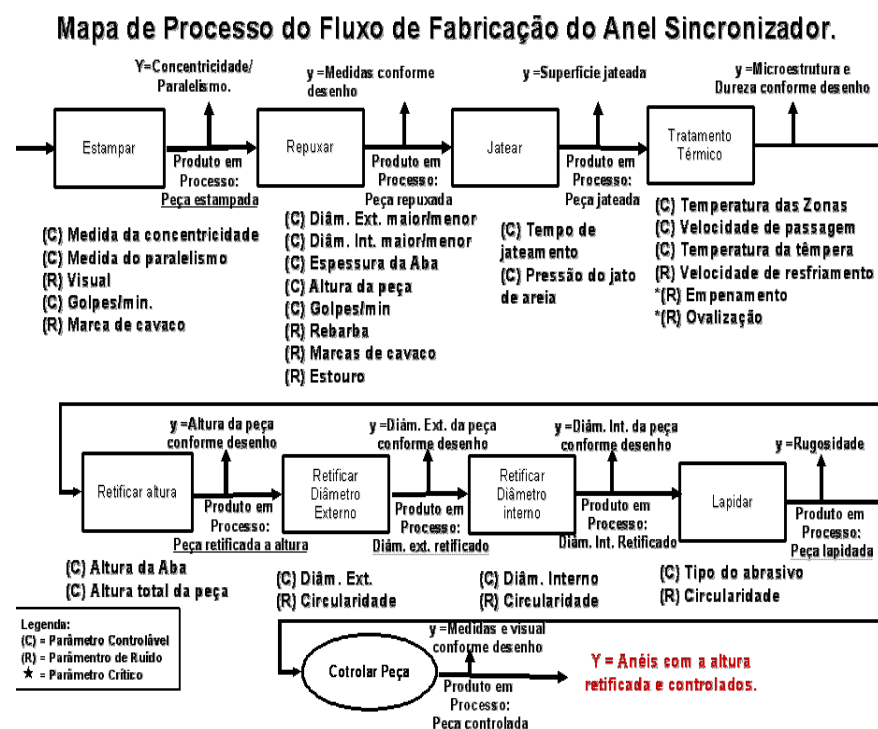 Mapa de Processo do Fluxo de Fabricação do Anel Sincronizador.
Y=Concentricidade/
Paralelismo.
y =Medidas conforme
desenho
y =Superfície jateada
y =Microestrutura e
Dureza conforme desenho
Estampar
Repuxar
Jatear
Tratamento
Térmico
Produto em
Processo:
Peça estampada
Produto em
Processo:
Peça repuxada
Produto em
Processo:
Peça jateada
(C) Medida da concentricidade
(C) Medida do paralelismo
(R) Visual
(C) Golpes/min.
(R) Marca de cavaco
(C) Diâm. Ext. maior/menor
(C) Diâm. Int. maior/menor
(C) Espessura da Aba
(C) Altura da peça
(C) Golpes/min
(R) Rebarba
(R) Marcas de cavaco
(R) Estouro
(C) Tempo de
jateamento
(C) Pressão do jato
de areia
(C) Temperatura das Zonas
(C) Velocidade de passagem
(C) Temperatura da têmpera
(R) Velocidade de resfriamento
*(R) Empenamento
*(R) Ovalização
y =Altura da peça
conforme desenho
y =Diâm. Ext. da peça
conforme desenho
y =Diâm. Int. da peça
conforme desenho
y =Rugosidade
Retificar altura
Retificar
Diâmetro
Externo
Retificar
Diâmetro
interno
Lapidar
Produto em
Processo:
Peça retificada a altura
Produto em
Processo:
Diâm. ext. retificado
Produto em
Processo:
Diâm. Int. Retificado
Produto em
Processo:
Peça lapidada
(C) Altura da Aba
(C) Altura total da peça
(C) Diâm. Ext.
(R) Circularidade
(C) Diâm. Interno
(R) Circularidade
(C) Tipo do abrasivo
(R) Circularidade
Legenda:
(C) = Parâmetro Controlável
(R) = Parâmentro de Ruído
★ = Parâmetro Crítico
y =Medidas e visual
conforme desenho
Cotrolar Peça
Produto em
Processo:
Peça controlada
Y = Anéis com a altura
retificada e controlados.